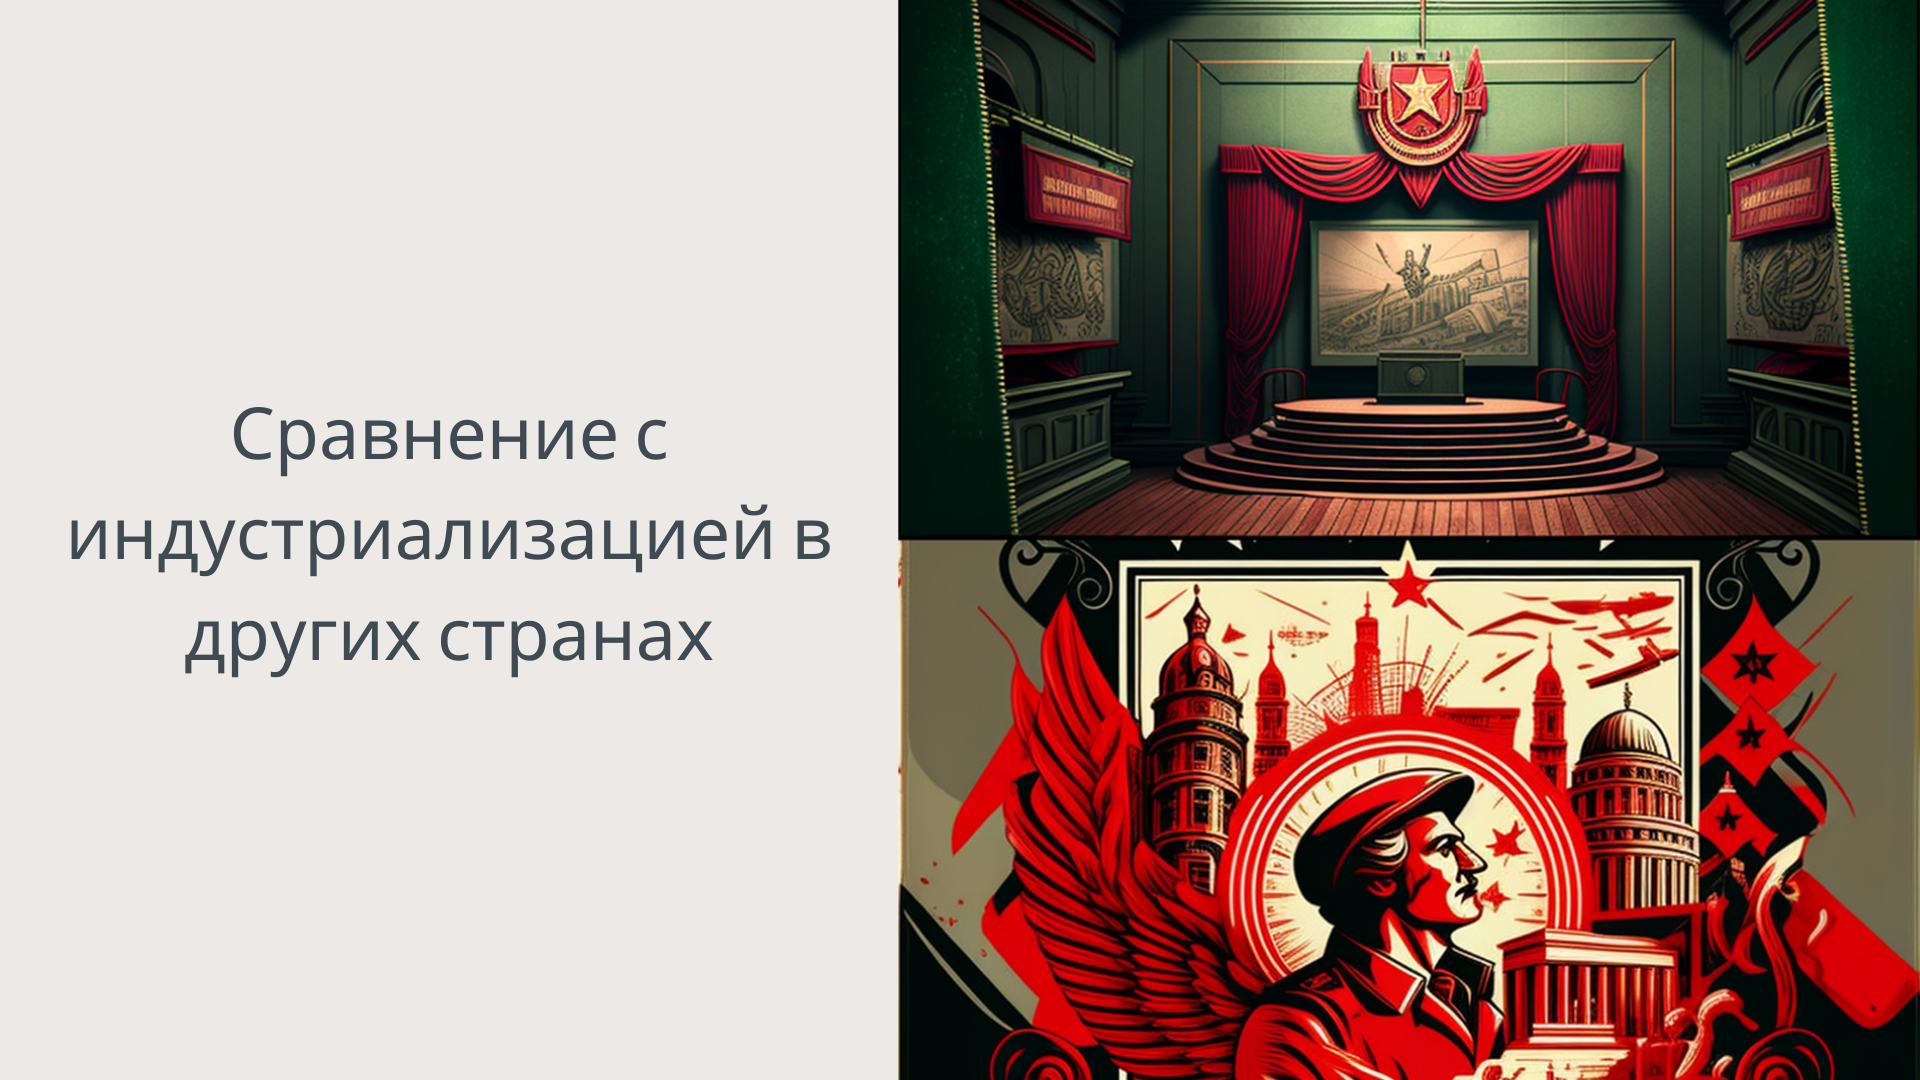 Сравнение с
индустриализацией в
других странах